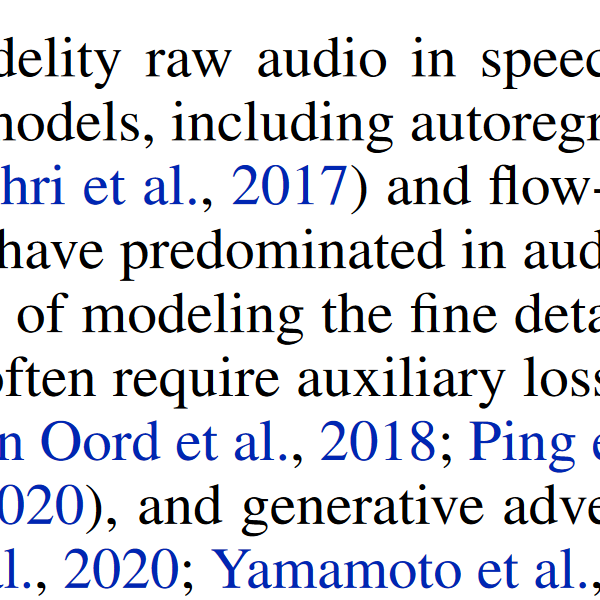 delity raw audio in speec
nodels, including autoregr
hri et al., 2017) and flow-
have predominated in aud
of modeling the fine deta
often require auxiliary loss
n Oord et al., 2018; Ping e
020), and generative adve
al., 2020; Yamamoto et al.,